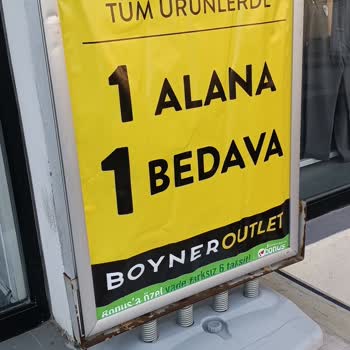 TÜM ÜRÜNLERDE
1 ALANA
1 BEDAVA
BOYNER OUTLET
bonus
Bonus'a özel vade farksız 6 taksit!